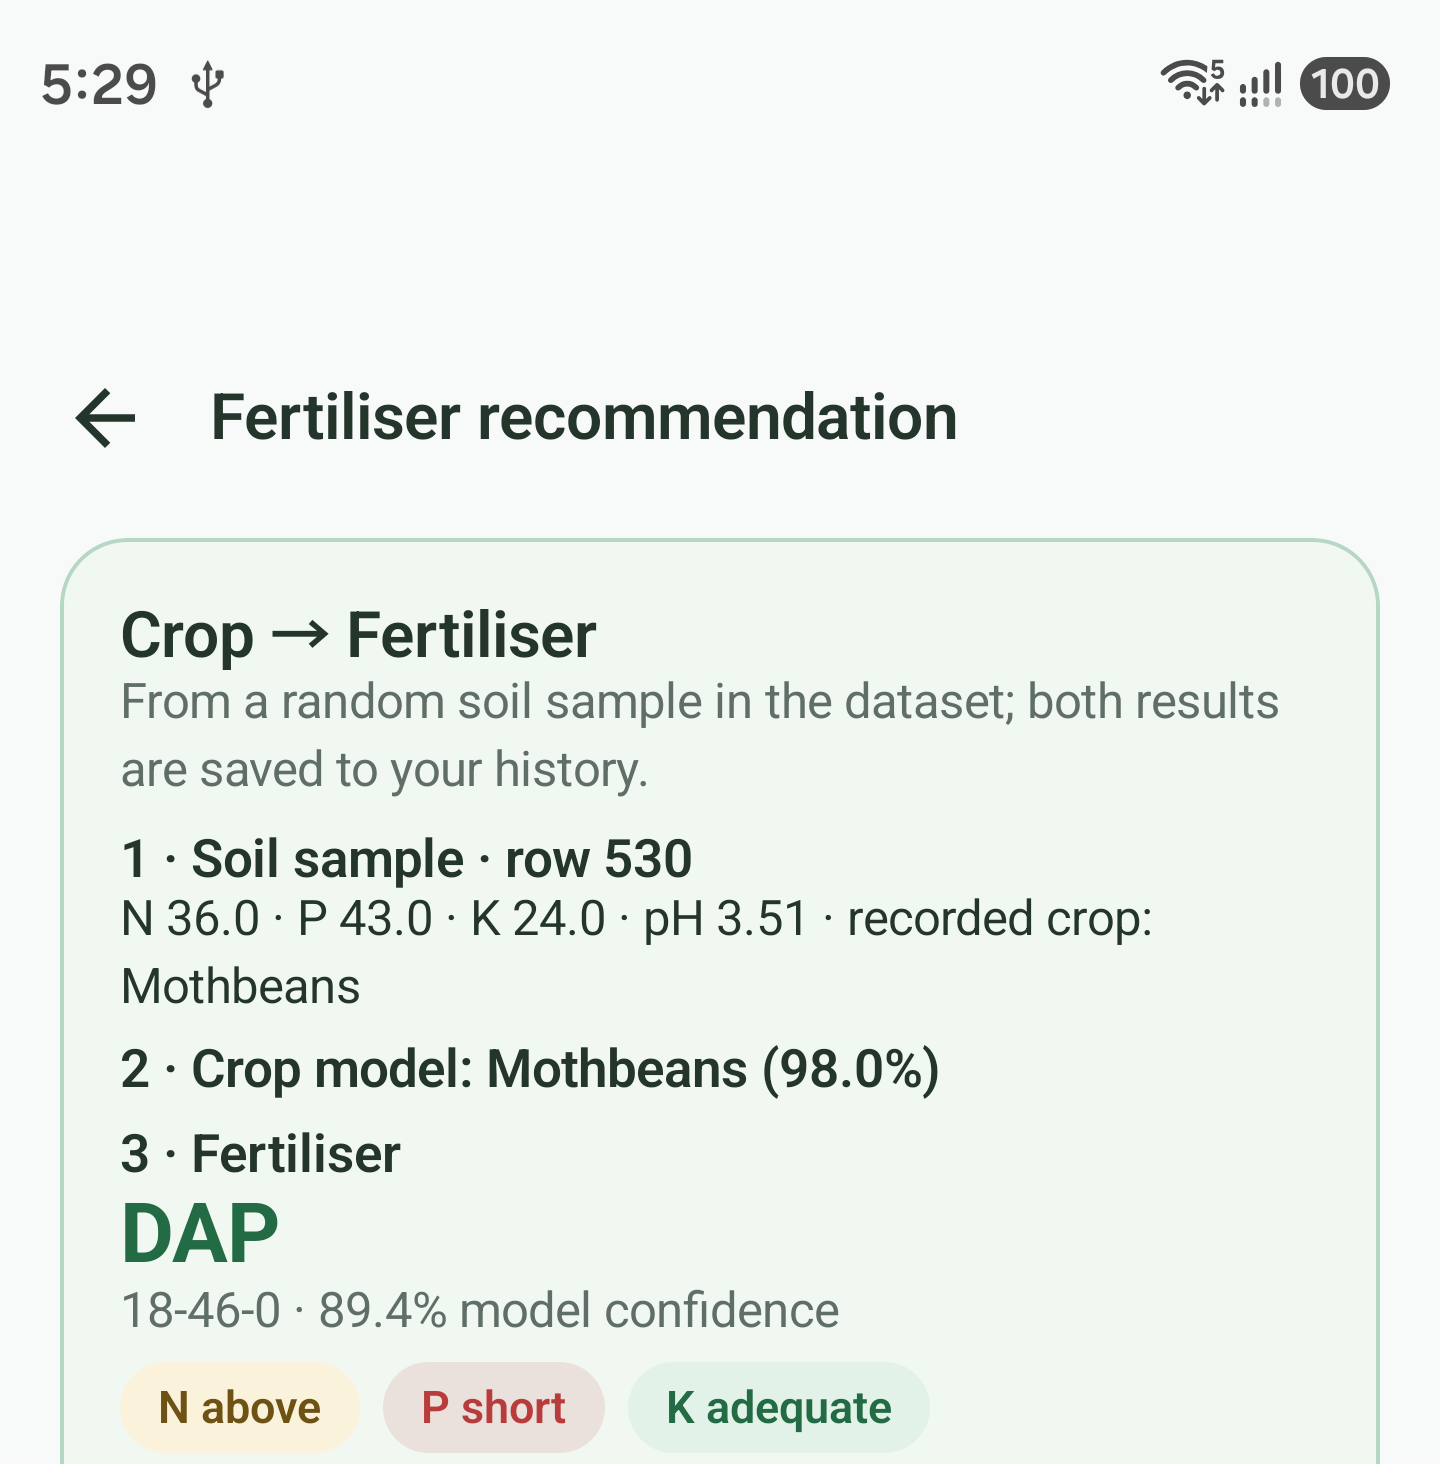 5:29
5
100
Fertiliser recommendation
Crop → Fertiliser
From a random soil sample in the dataset; both results
are saved to your history.
1 · Soil sample · row 530
N 36.0 · P 43.0 · K 24.0 · pH 3.51 · recorded crop:
Mothbeans
2 · Crop model: Mothbeans (98.0%)
3 · Fertiliser
DAP
18-46-0 · 89.4% model confidence
N above P short K adequate